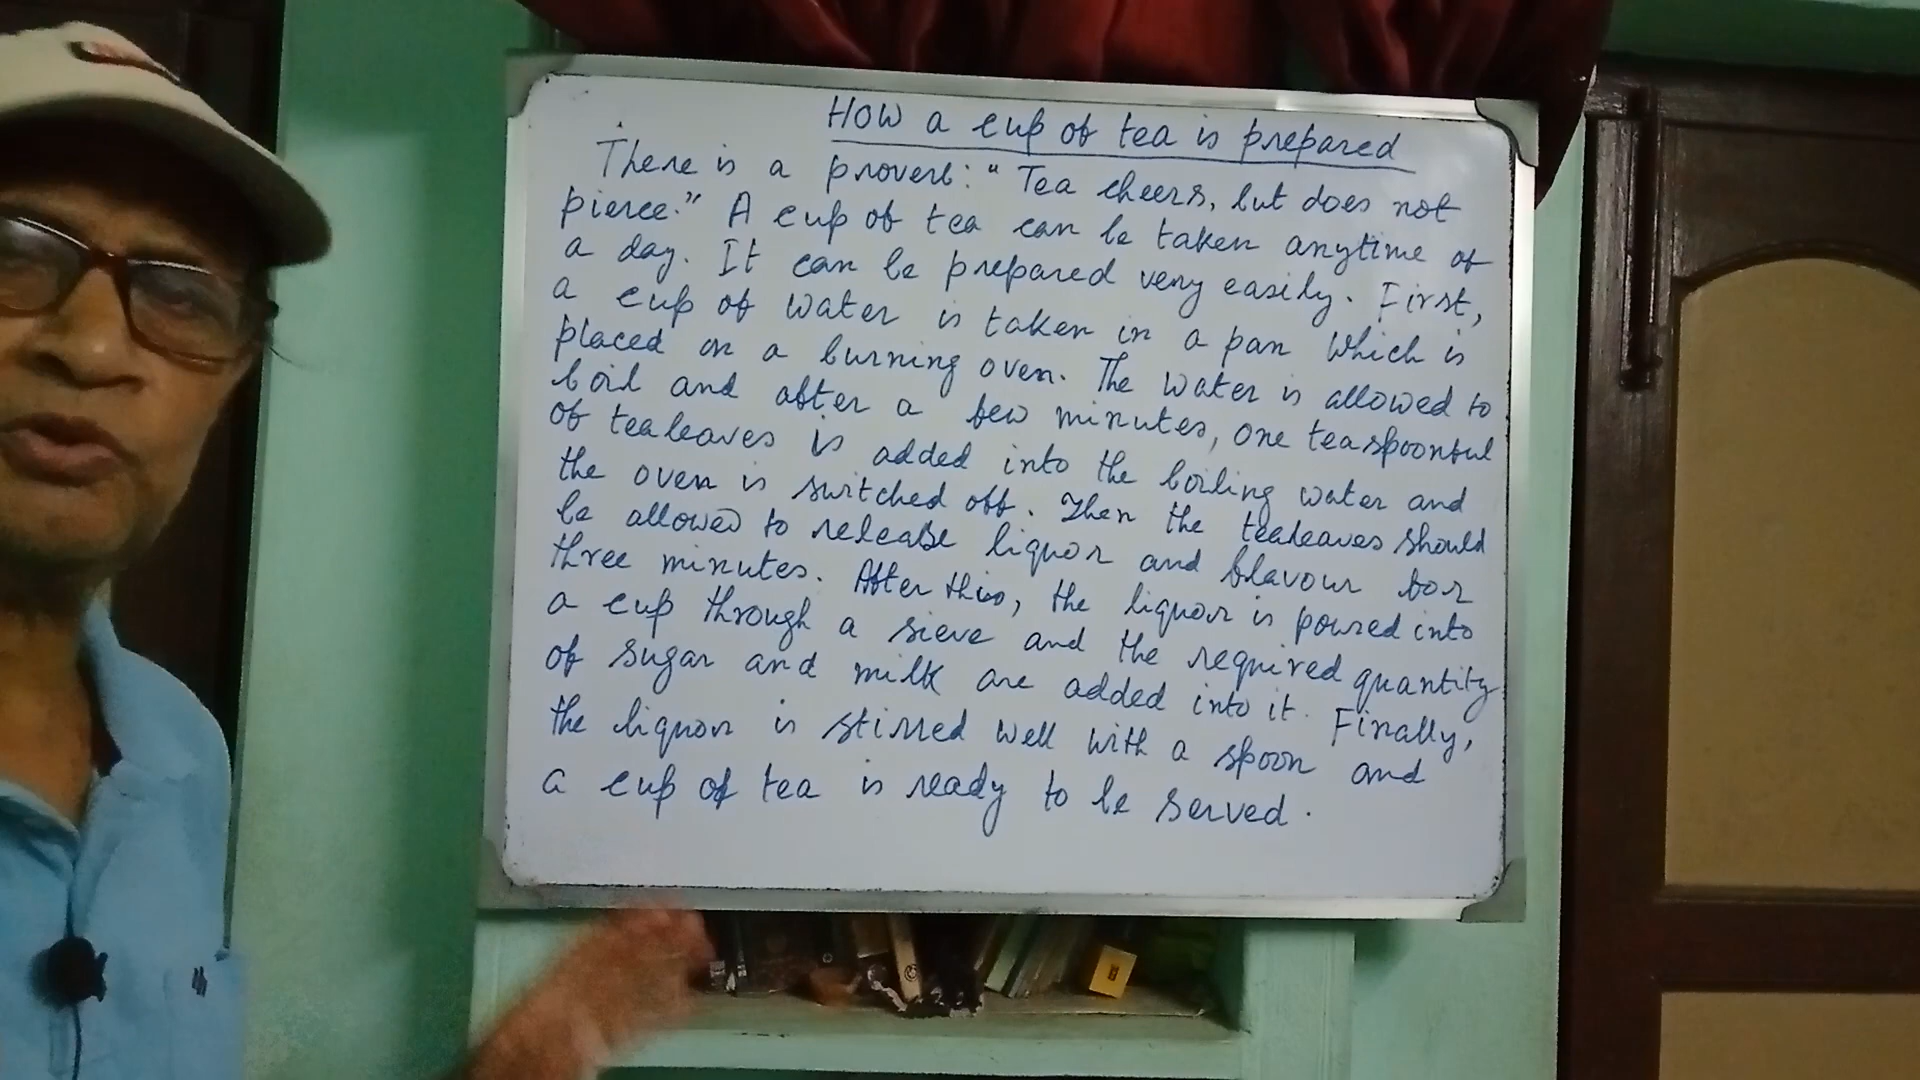 HOW a cup of tea is prepared
There is a proverb: "Tea cheers, but does not
pierce." A cup of tea can be taken anytime of
a day. It can be prepared very easily. First,
a cup of water is taken in a pan which is
placed on a burning oven. The water is allowed to
boil and after a few minutes, one teaspoonful
of tealeaves is added into the boiling water and
the oven is switched off. Then the tealeaves should
be allowed to release liquor and flavour for
three minutes. After this, the liquor is poured into
a cup through a sieve and the required quantity
of sugar and milk are added into it. Finally,
the liquor is stirred well with a spoon and
a cup of tea is ready to be served.